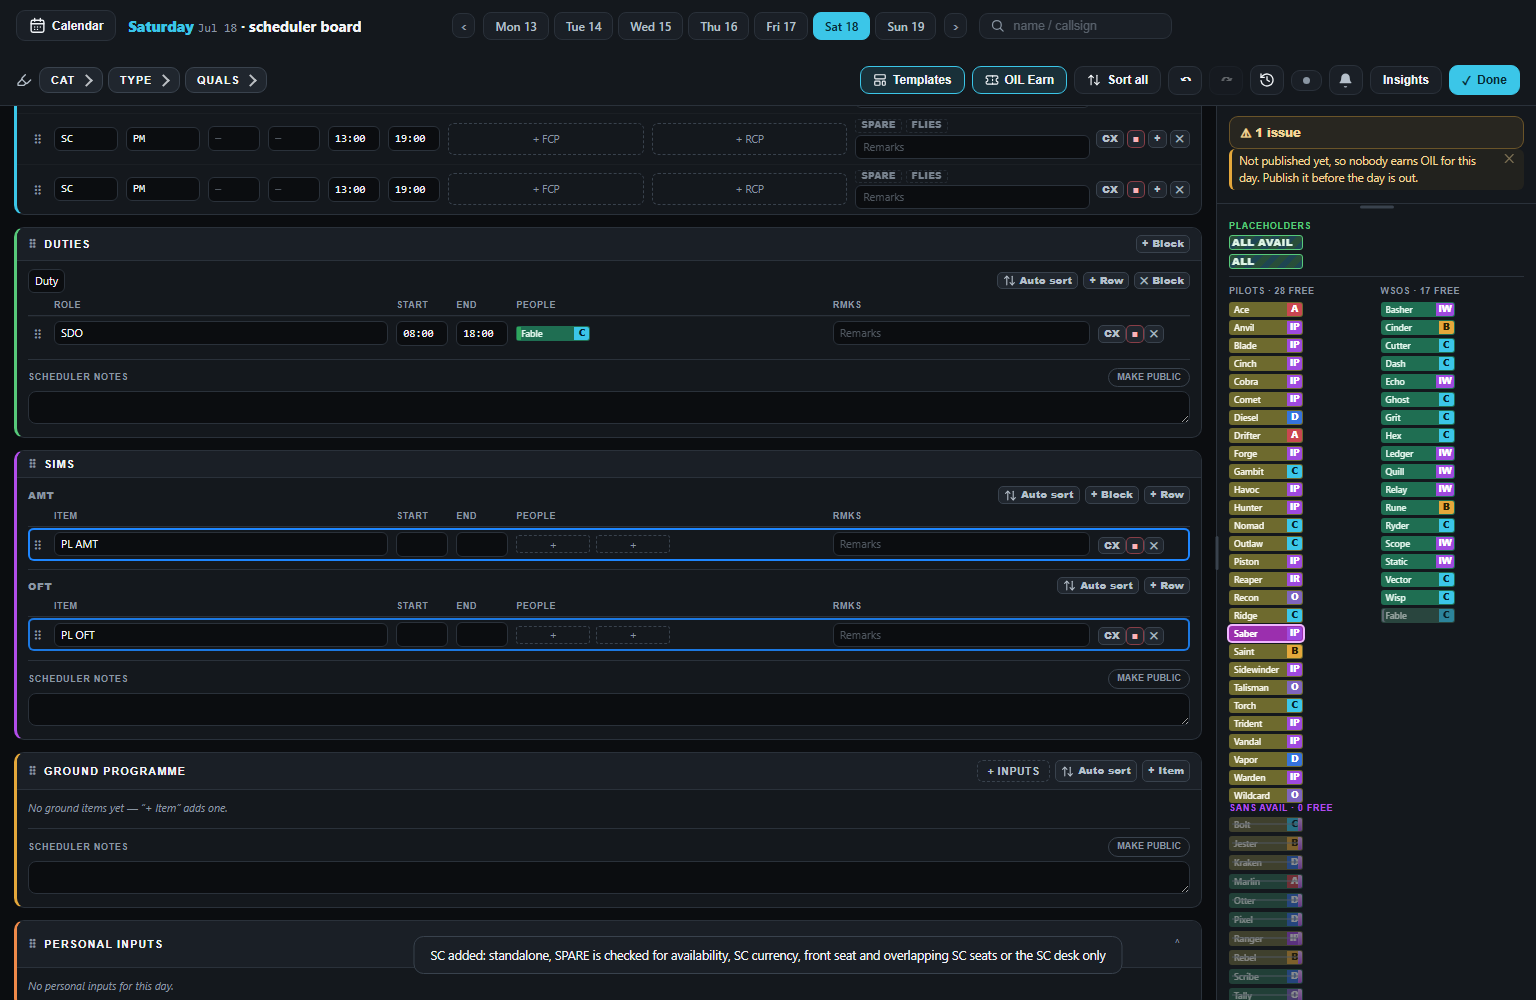 Calendar Saturday Jul 18 · scheduler board ‹ Mon 13 Tue 14 Wed 15 Thu 16 Fri 17 Sat 18 Sun 19 › name / callsign
CAT TYPE QUALS Templates OIL Earn Sort all Insights ✓ Done
SC PM – – 13:00 19:00 + FCP + RCP SPARE FLIES Remarks CX + ✕
SC PM – – 13:00 19:00 + FCP + RCP SPARE FLIES Remarks CX + ✕
DUTIES + Block
Duty Auto sort + Row ✕ Block
ROLE START END PEOPLE RMKS
SDO 08:00 18:00 Fable C Remarks CX ✕
SCHEDULER NOTES MAKE PUBLIC
SIMS
AMT Auto sort + Block + Row
ITEM START END PEOPLE RMKS
PL AMT + + Remarks CX ✕
OFT Auto sort + Row
ITEM START END PEOPLE RMKS
PL OFT + + Remarks CX ✕
SCHEDULER NOTES MAKE PUBLIC
GROUND PROGRAMME + INPUTS Auto sort + Item
No ground items yet — "+ Item" adds one.
SCHEDULER NOTES MAKE PUBLIC
PERSONAL INPUTS
SC added: standalone, SPARE is checked for availability, SC currency, front seat and overlapping SC seats or the SC desk only
No personal inputs for this day.
⚠ 1 issue
Not published yet, so nobody earns OIL for this
day. Publish it before the day is out.
PLACEHOLDERS
ALL AVAIL
ALL
PILOTS · 28 FREE
Ace A
Anvil IP
Blade IP
Cinch IP
Cobra IP
Comet IP
Diesel D
Drifter A
Forge IP
Gambit C
Havoc IP
Hunter IP
Nomad C
Outlaw C
Piston IP
Reaper IR
Recon O
Ridge C
Saber IP
Saint B
Sidewinder IP
Talisman O
Torch C
Trident IP
Vandal IP
Vapor D
Warden IP
Wildcard O
WSOS · 17 FREE
Basher IW
Cinder B
Cutter C
Dash C
Echo IW
Ghost C
Grit C
Hex C
Ledger IW
Quill IW
Relay IW
Rune B
Ryder C
Scope IW
Static IW
Vector C
Wisp C
Fable C
SANS AVAIL · 0 FREE
Bolt C
Jester B
Kraken D
Marlin A
Otter D
Pixel D
Ranger IP
Rebel B
Scribe D
Tally O